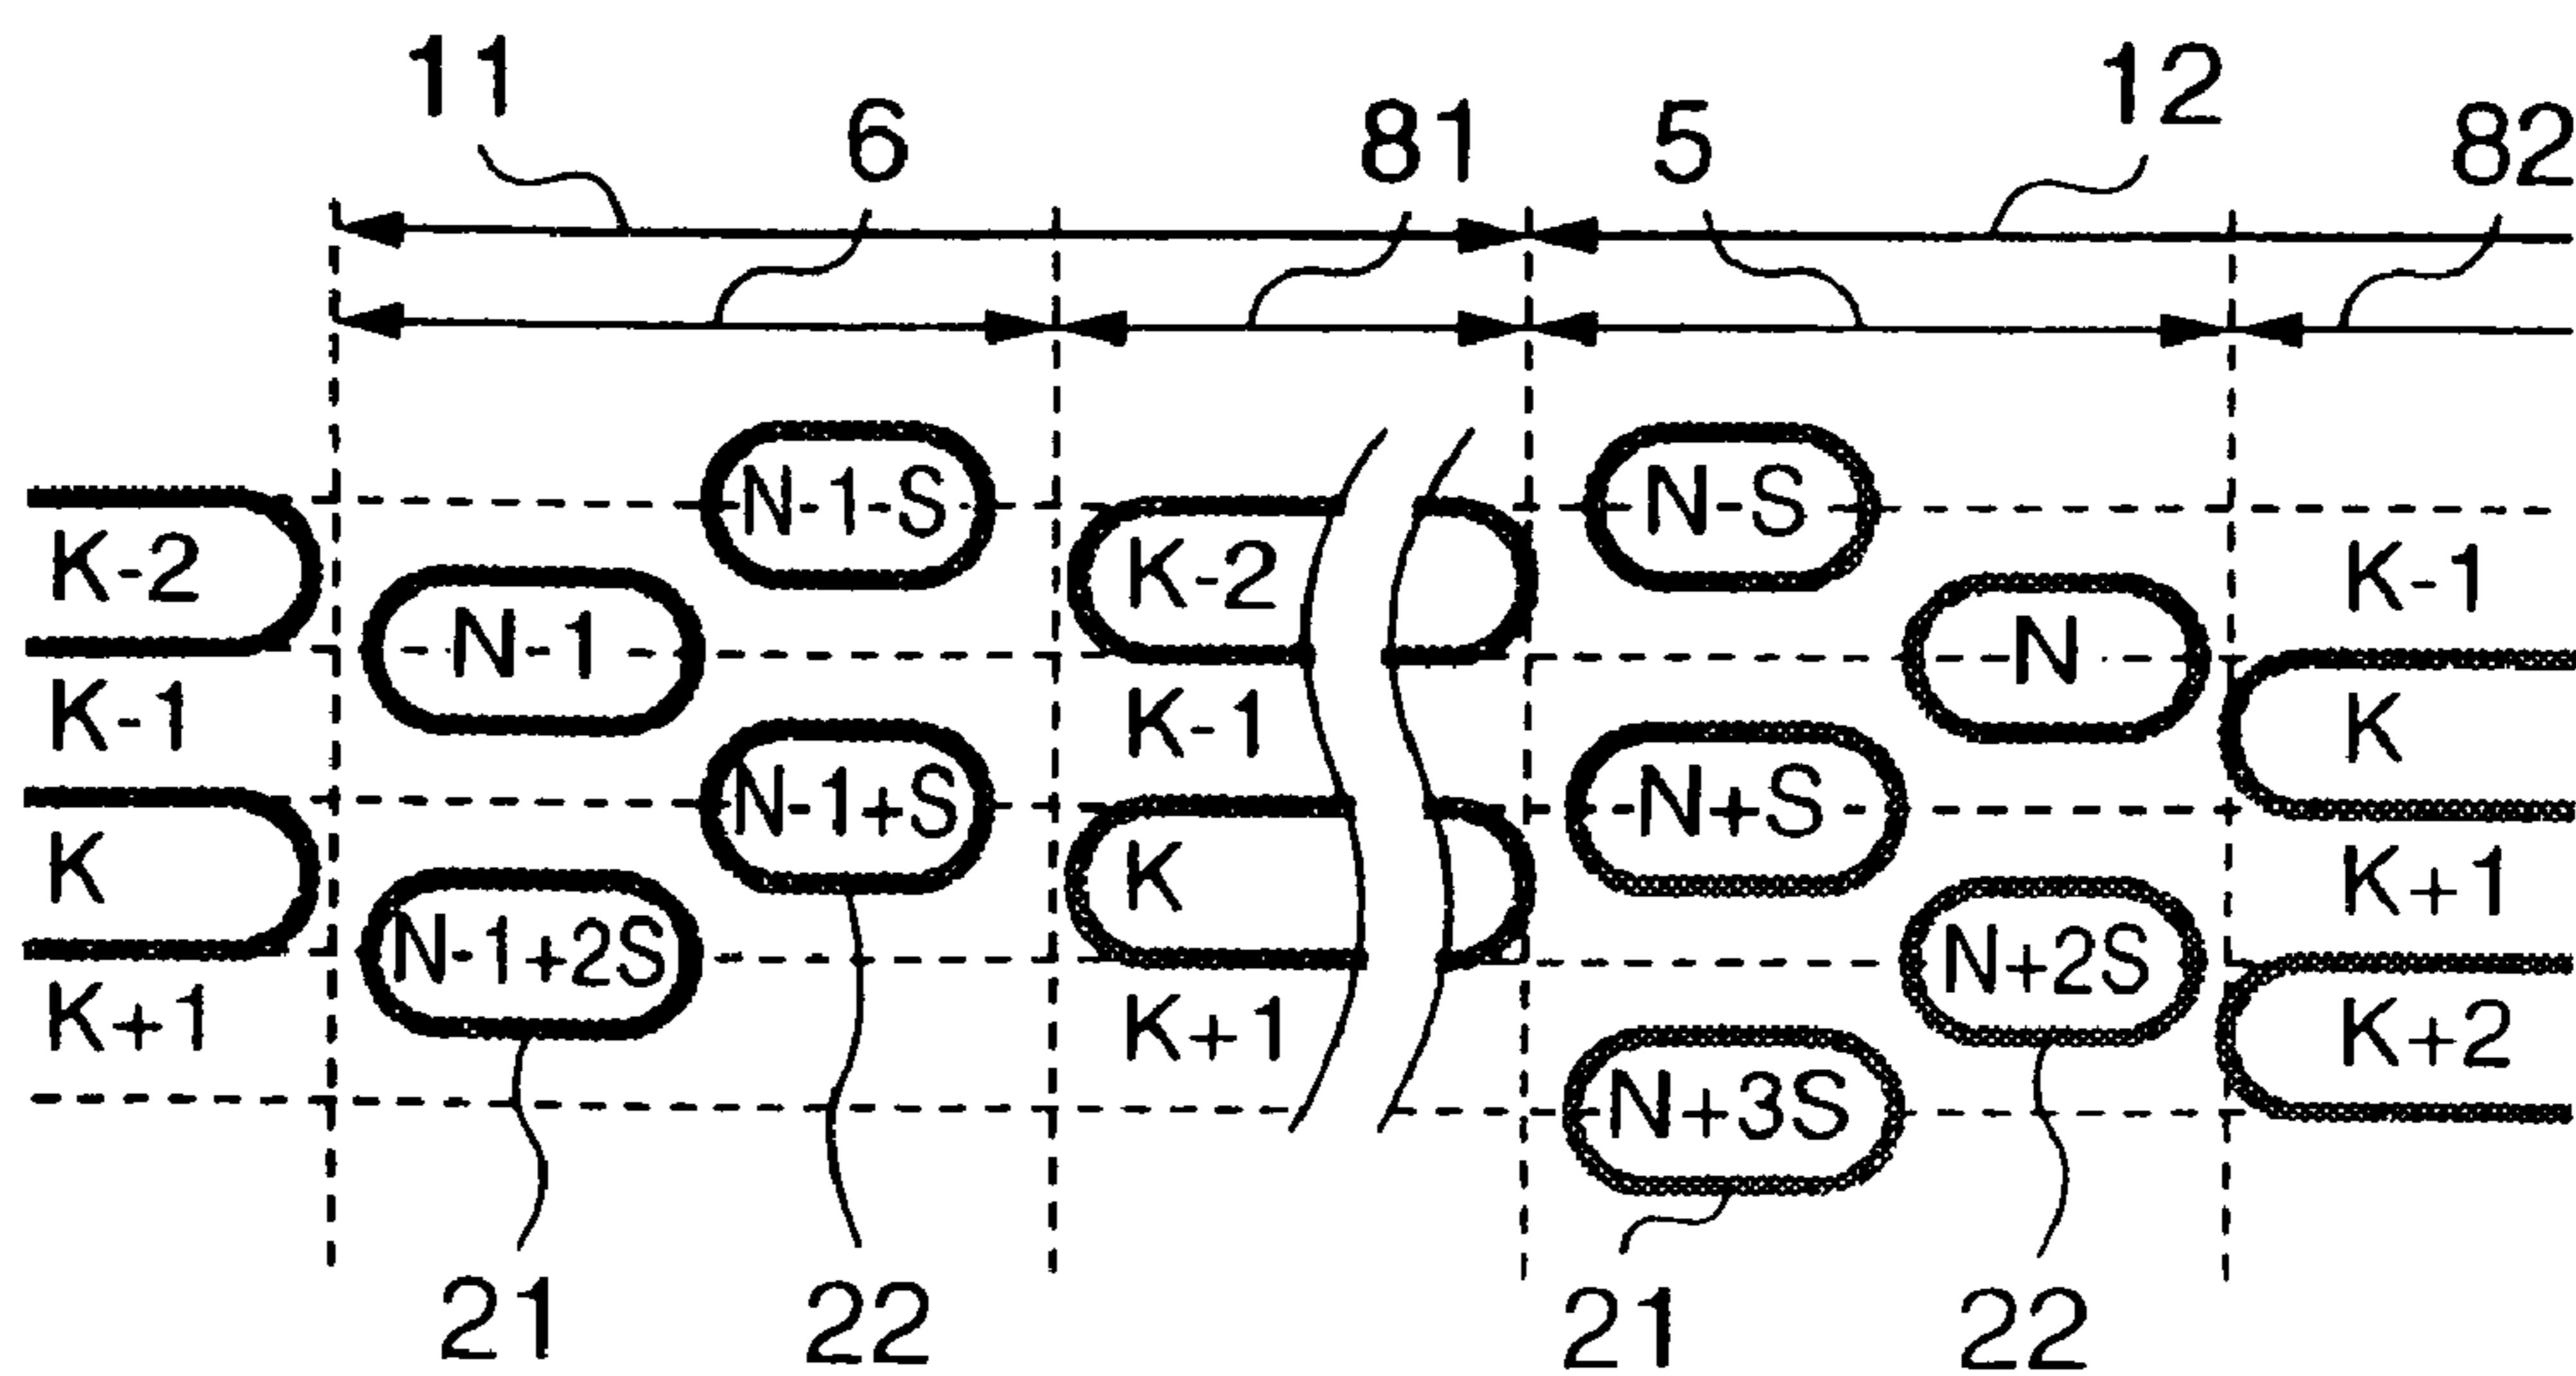 11 6 81 5 12 82
N-1-S N-S
K-2 K-2 K-1
N-1 N
K-1 K-1 K
N-1+S N+S
K K K+1
N-1+2S N+2S
K+1 K+1 K+2
N+3S
21 22 21 22